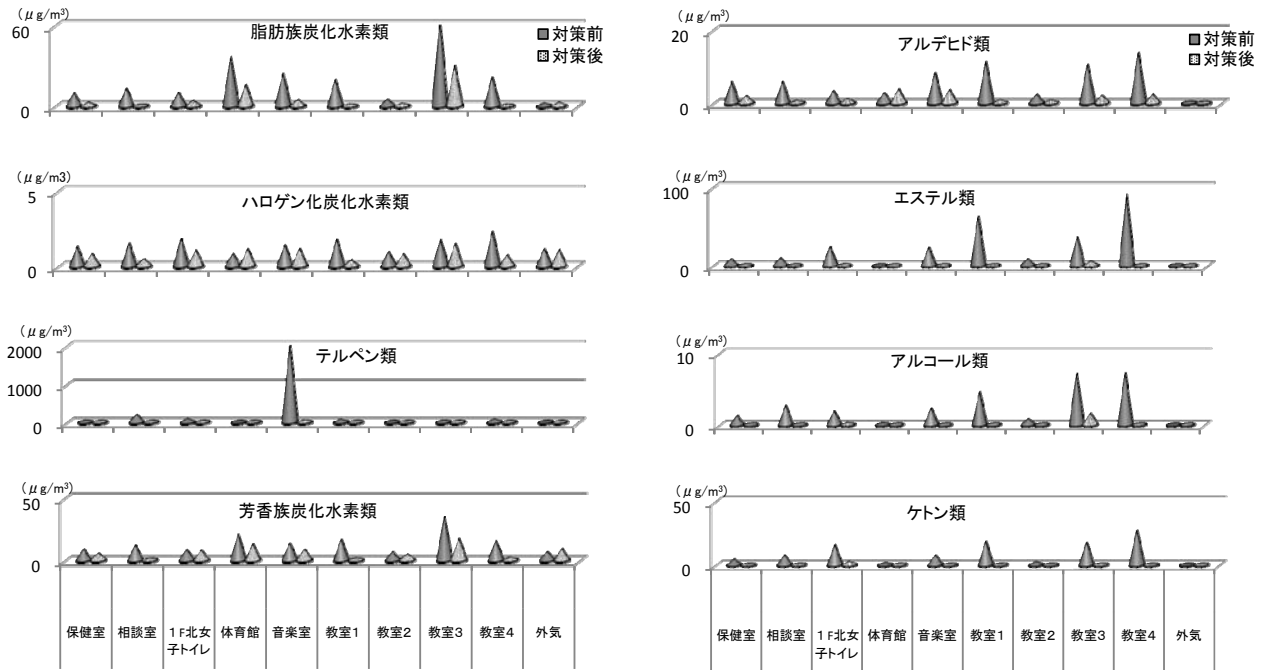 (μg/m³)
60
脂肪族炭化水素類
対策前
対策後
0
(μg/m3)
5
ハロゲン化炭化水素類
0
(μg/m³)
2000
テルペン類
1000
0
(μg/m³)
50
芳香族炭化水素類
0
保健室
相談室
1F北女
子トイレ
体育館
音楽室
教室1
教室2
教室3
教室4
外気
(μg/m³)
20
アルデヒド類
対策前
対策後
0
(μg/m³)
100
エステル類
0
(μg/m³)
10
アルコール類
0
(μg/m³)
50
ケトン類
0
保健室
相談室
1F北女
子トイレ
体育館
音楽室
教室1
教室2
教室3
教室4
外気